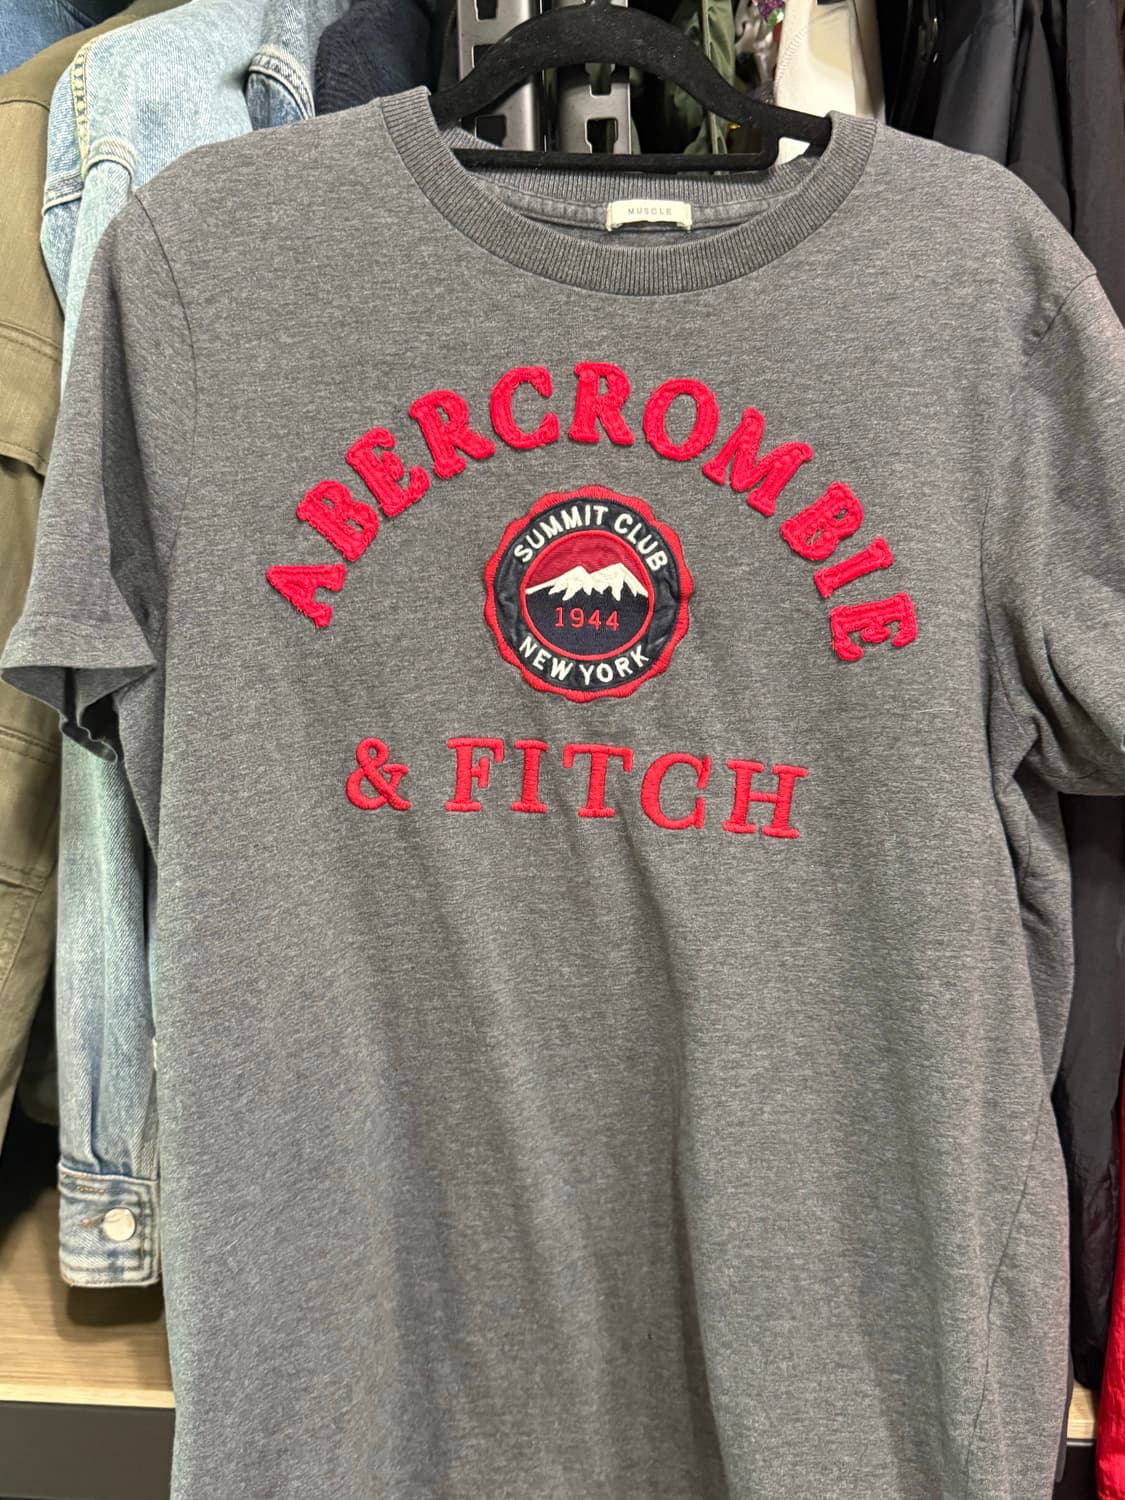 MUSCLE
ABERCROMBIE
SUMMIT CLUB
1944
NEW YORK
& FITCH